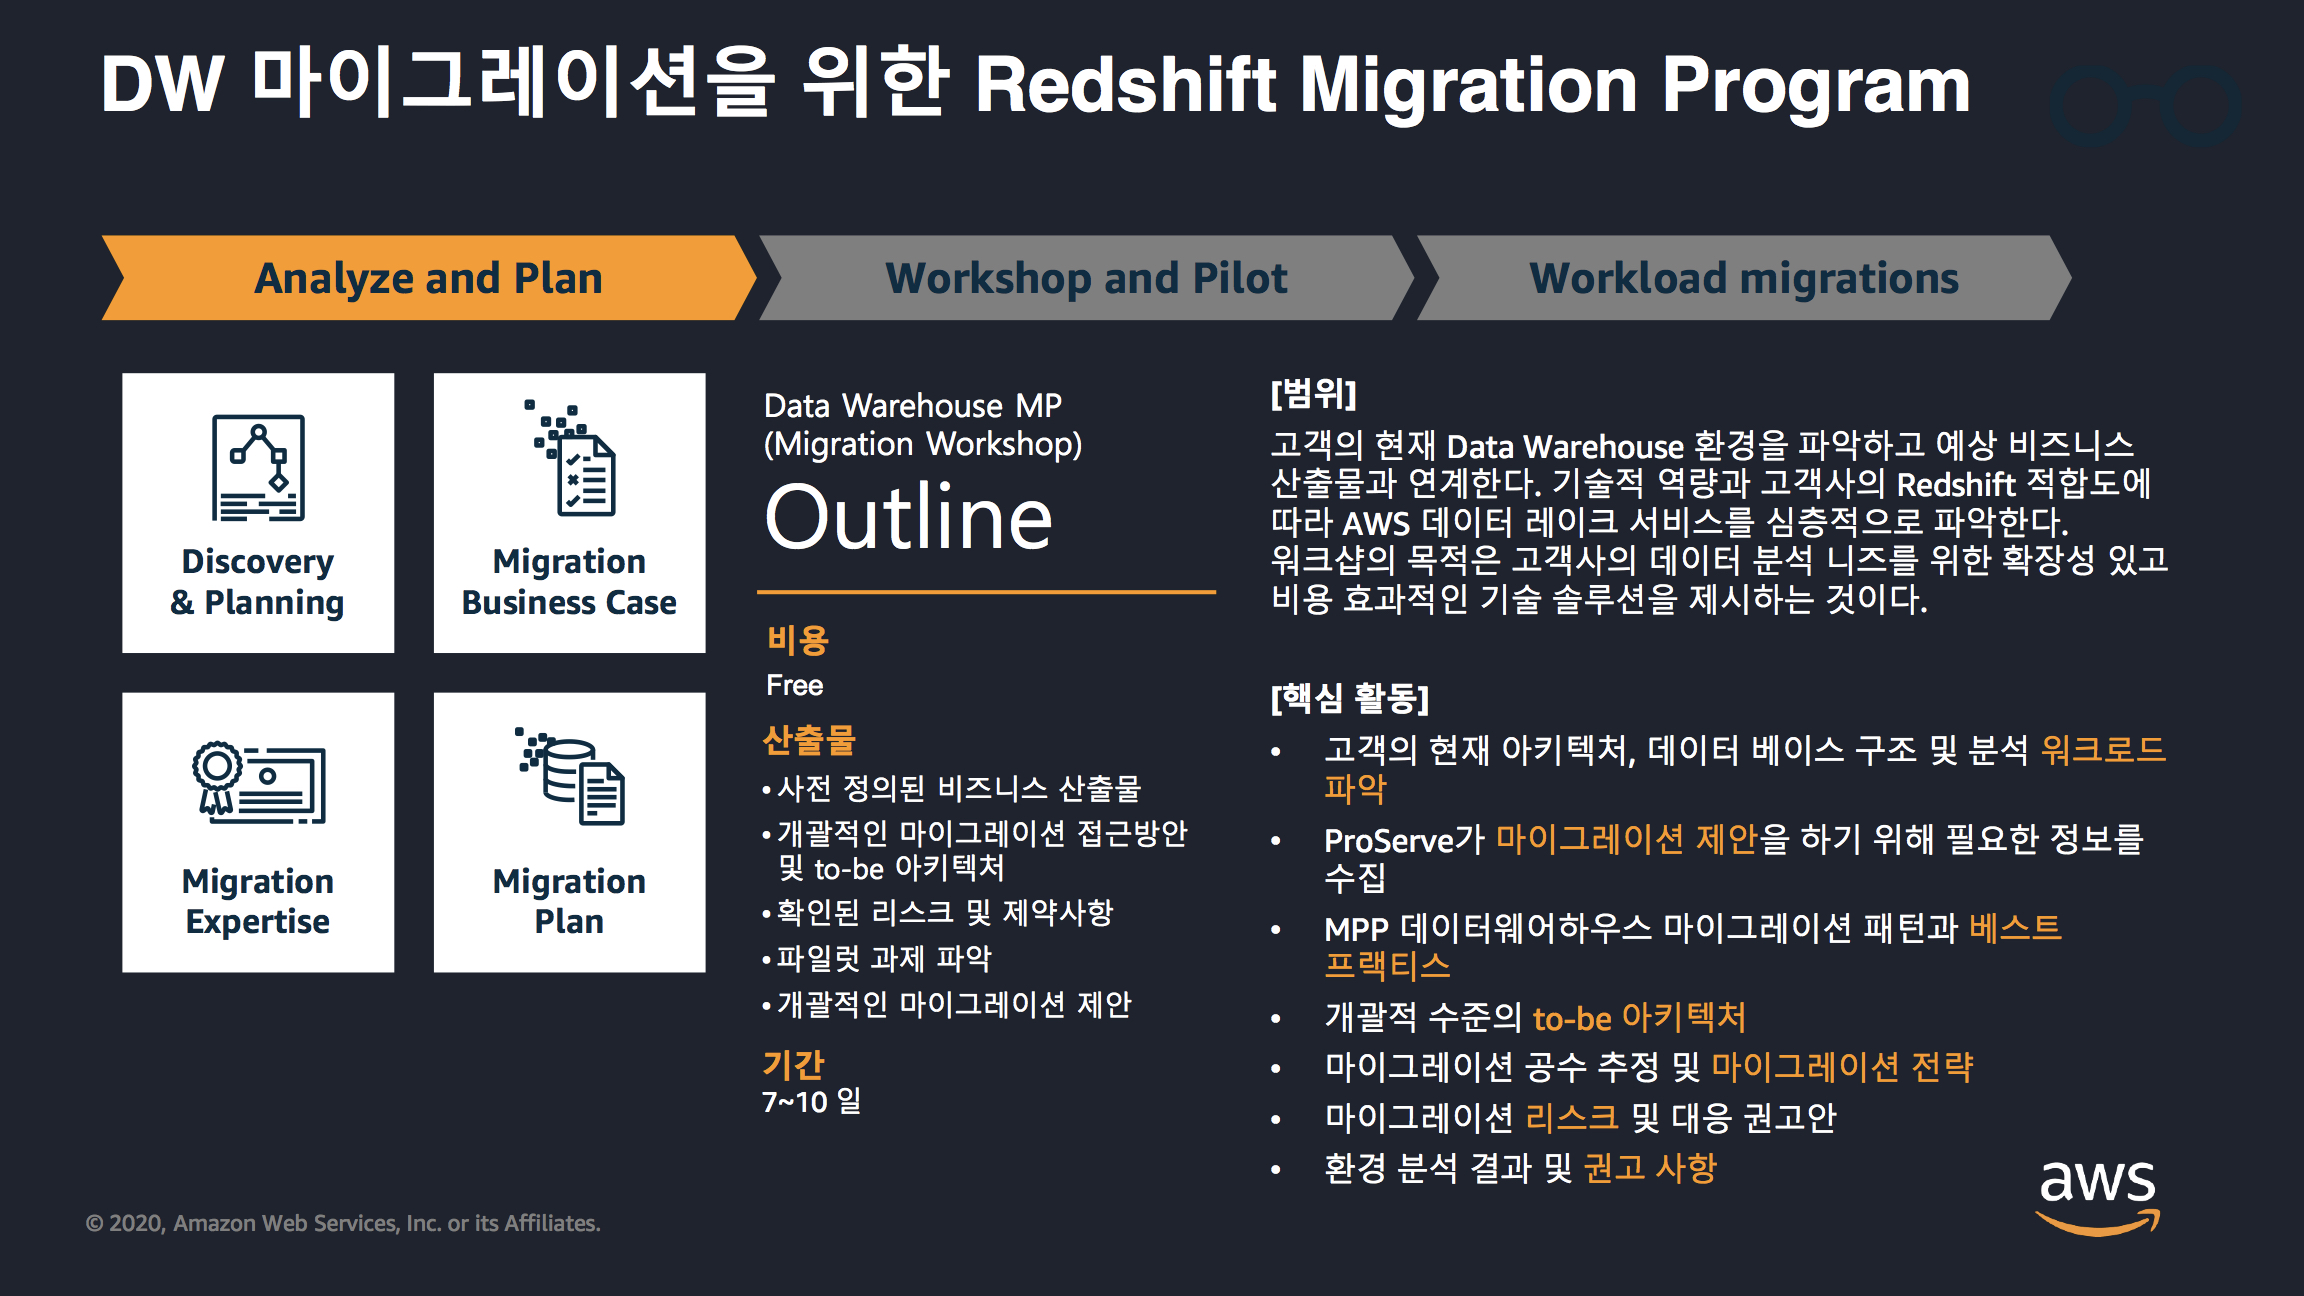 DW 마이그레이션을 위한 Redshift Migration Program
Analyze and Plan
Workshop and Pilot
Workload migrations
Discovery
& Planning
Migration
Business Case
Migration
Expertise
Migration
Plan
Data Warehouse MP
(Migration Workshop)
Outline
비용
Free
산출물
•사전 정의된 비즈니스 산출물
•개괄적인 마이그레이션 접근방안
및 to-be 아키텍처
•확인된 리스크 및 제약사항
•파일럿 과제 파악
•개괄적인 마이그레이션 제안
기간
7~10 일
[범위]
고객의 현재 Data Warehouse 환경을 파악하고 예상 비즈니스
산출물과 연계한다. 기술적 역량과 고객사의 Redshift 적합도에
따라 AWS 데이터 레이크 서비스를 심층적으로 파악한다.
워크샵의 목적은 고객사의 데이터 분석 니즈를 위한 확장성 있고
비용 효과적인 기술 솔루션을 제시하는 것이다.
[핵심 활동]
• 고객의 현재 아키텍처, 데이터 베이스 구조 및 분석 워크로드
파악
• ProServe가 마이그레이션 제안을 하기 위해 필요한 정보를
수집
• MPP 데이터웨어하우스 마이그레이션 패턴과 베스트
프랙티스
• 개괄적 수준의 to-be 아키텍처
• 마이그레이션 공수 추정 및 마이그레이션 전략
• 마이그레이션 리스크 및 대응 권고안
• 환경 분석 결과 및 권고 사항
© 2020, Amazon Web Services, Inc. or its Affiliates.
aws